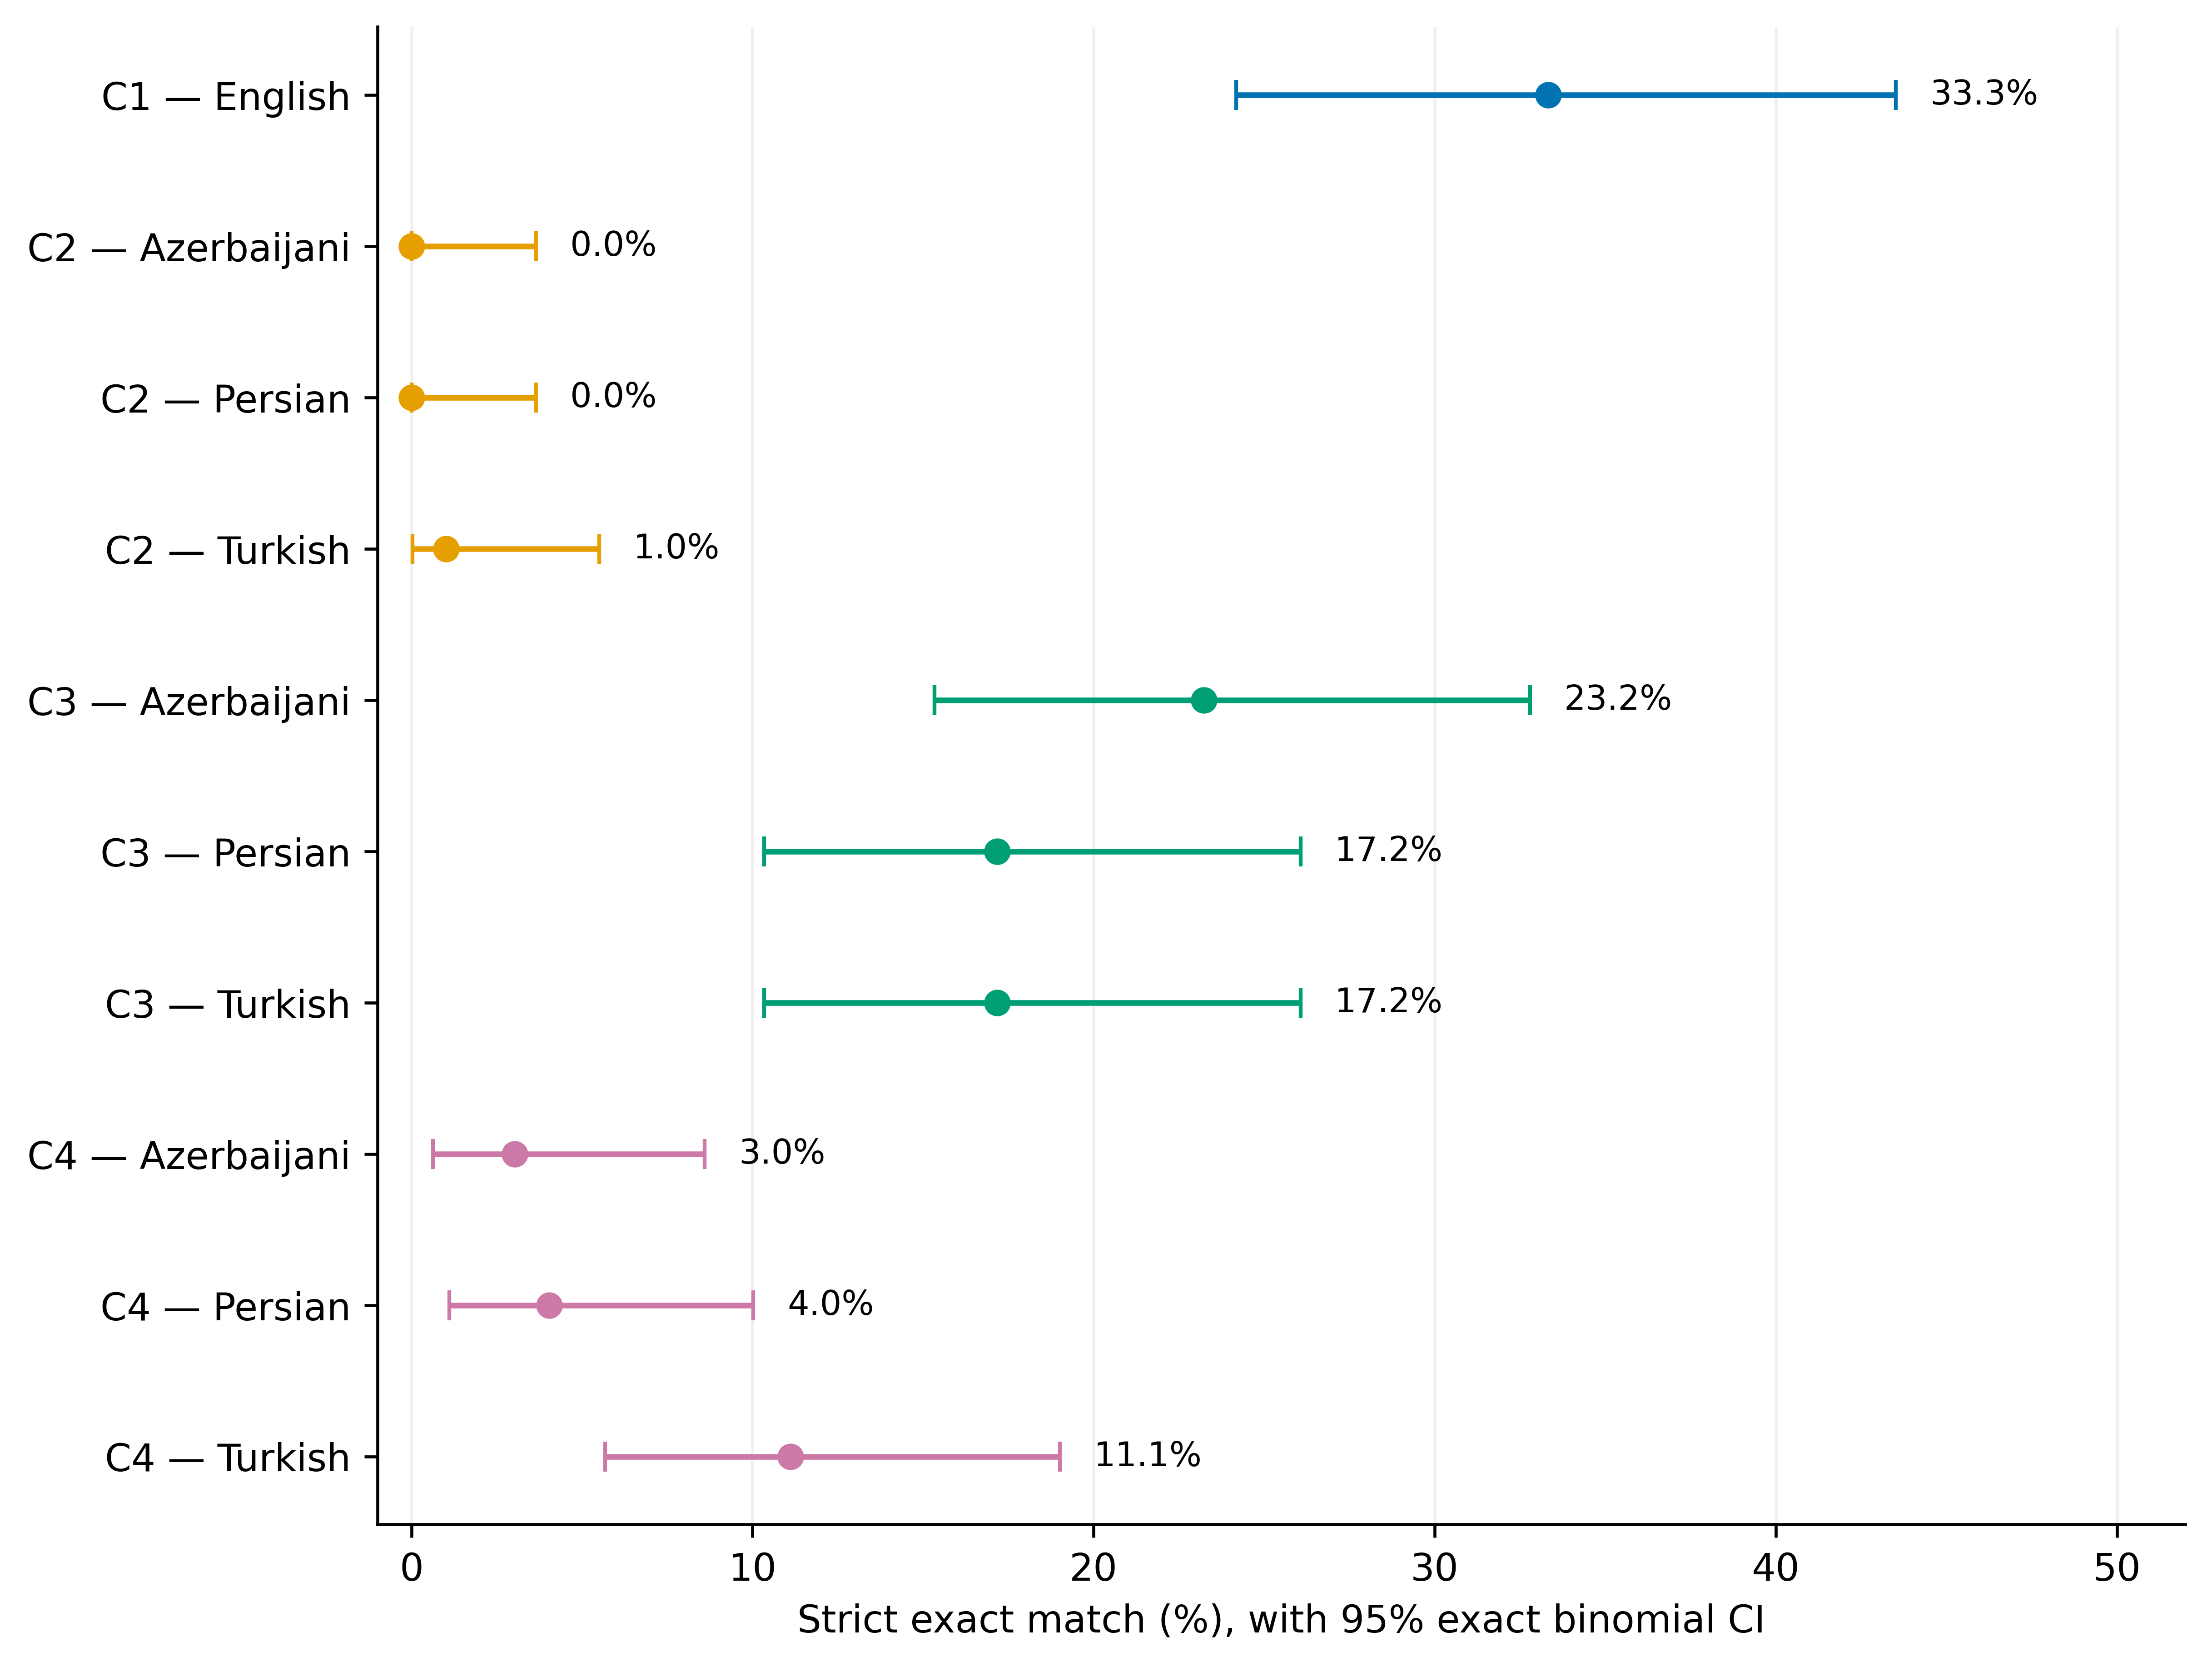 C1 — English
33.3%
C2 — Azerbaijani
0.0%
C2 — Persian
0.0%
C2 — Turkish
1.0%
C3 — Azerbaijani
23.2%
C3 — Persian
17.2%
C3 — Turkish
17.2%
C4 — Azerbaijani
3.0%
C4 — Persian
4.0%
C4 — Turkish
11.1%
0 10 20 30 40 50
Strict exact match (%), with 95% exact binomial CI